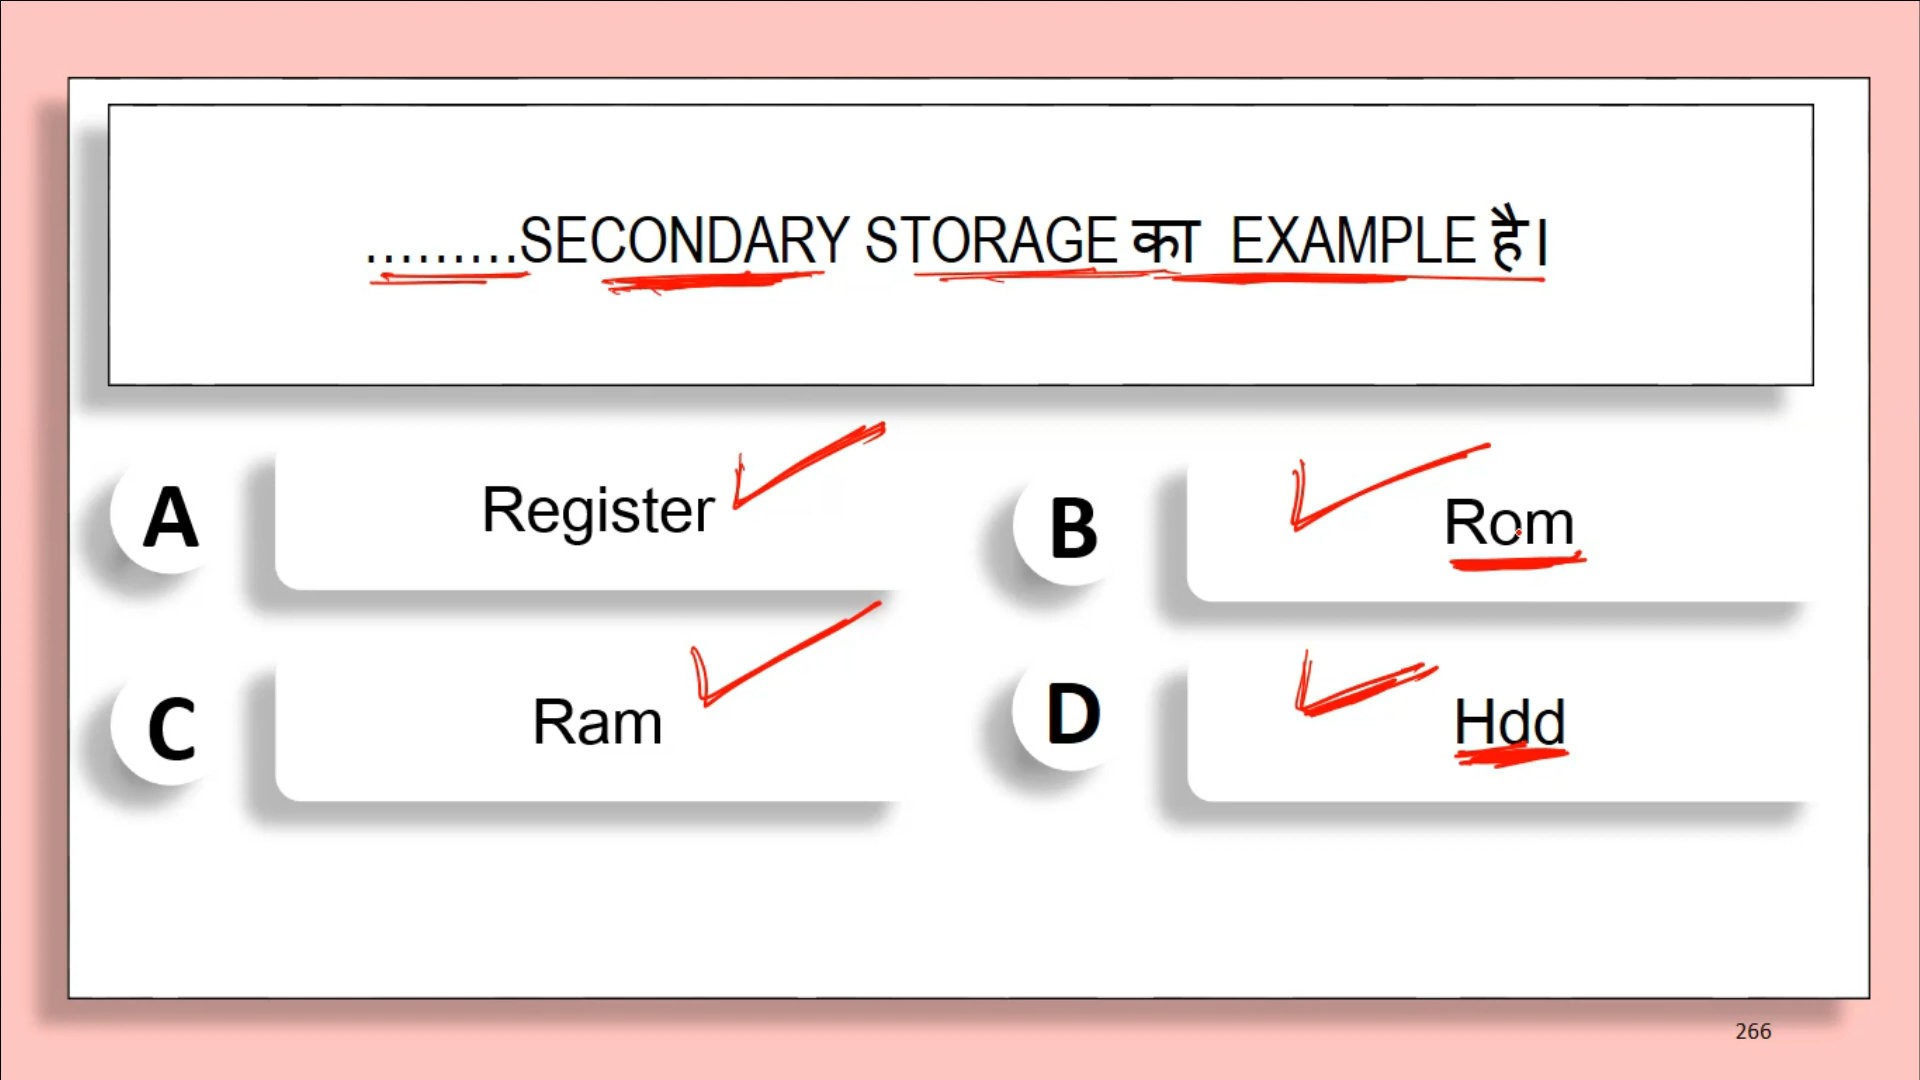 .........SECONDARY STORAGE का EXAMPLE है।
A Register
B Rom
C Ram
D Hdd
266